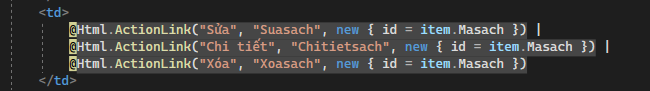 <td>
@Html.ActionLink("Sửa", "Suasach", new { id = item.Masach }) |
@Html.ActionLink("Chi tiết", "Chitietsach", new { id = item.Masach }) |
@Html.ActionLink("Xóa", "Xoasach", new { id = item.Masach })
</td>